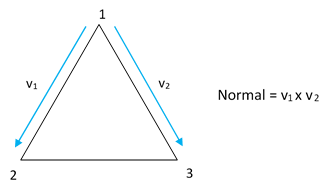 1
v₁
v₂
Normal = v₁ x v₂
2
3